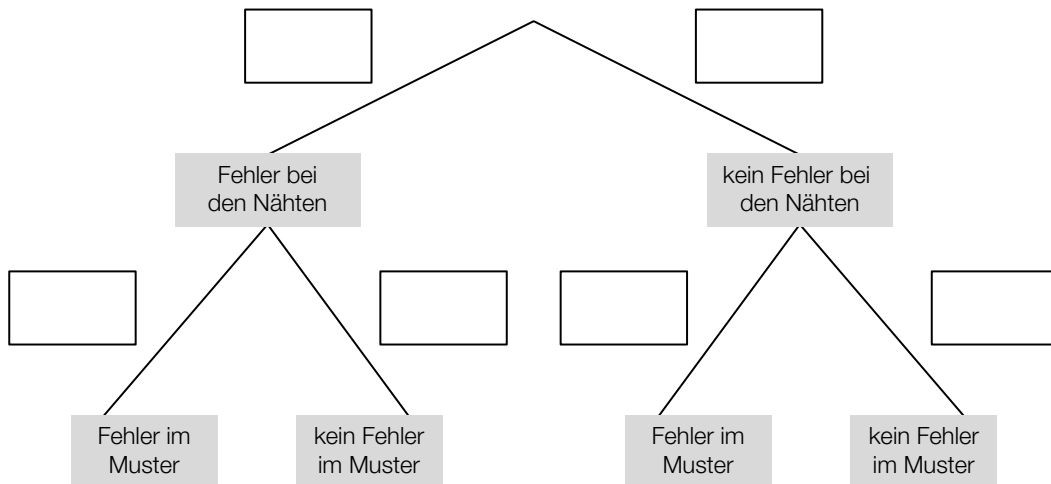 Fehler bei
den Nähten
kein Fehler bei
den Nähten
Fehler im
Muster
kein Fehler
im Muster
Fehler im
Muster
kein Fehler
im Muster